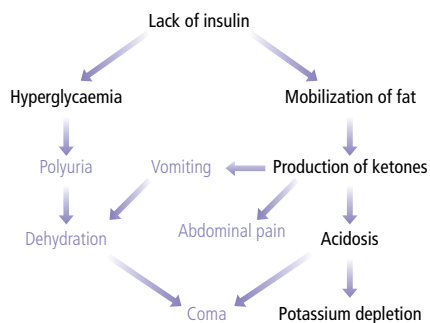 Lack of insulin
Hyperglycaemia
Mobilization of fat
Polyuria
Vomiting
Production of ketones
Dehydration
Abdominal pain
Acidosis
Coma
Potassium depletion